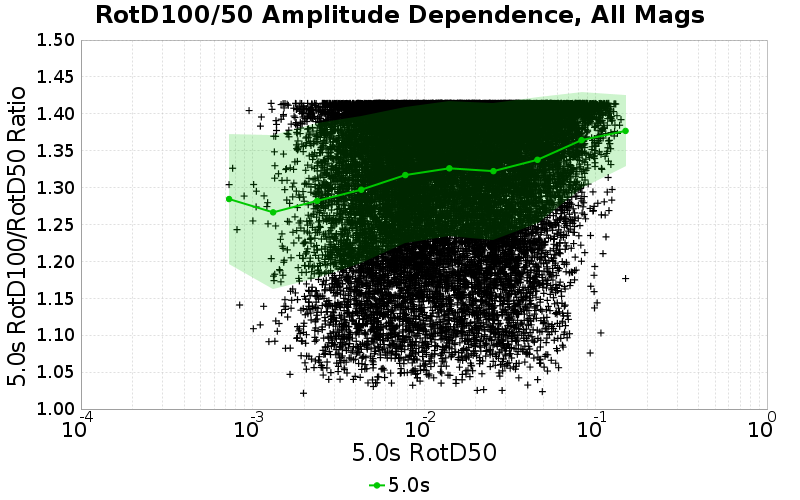 RotD100/50 Amplitude Dependence, All Mags
5.0s RotD100/RotD50 Ratio
1.50
1.45
1.40
1.35
1.30
1.25
1.20
1.15
1.10
1.05
1.00
10-4 10-3 10-2 10-1 100
5.0s RotD50
5.0s